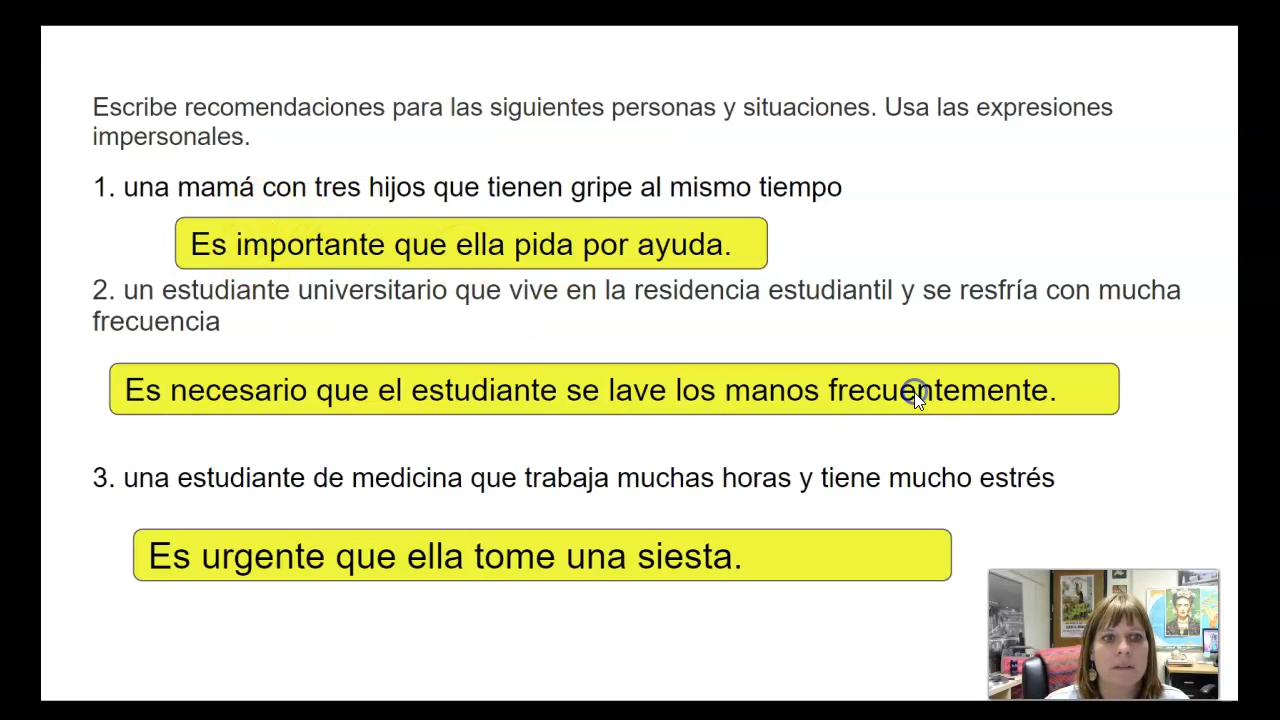 Escribe recomendaciones para las siguientes personas y situaciones. Usa las expresiones
impersonales.
1. una mamá con tres hijos que tienen gripe al mismo tiempo
Es importante que ella pida por ayuda.
2. un estudiante universitario que vive en la residencia estudiantil y se resfría con mucha
frecuencia
Es necesario que el estudiante se lave los manos frecuentemente.
3. una estudiante de medicina que trabaja muchas horas y tiene mucho estrés
Es urgente que ella tome una siesta.